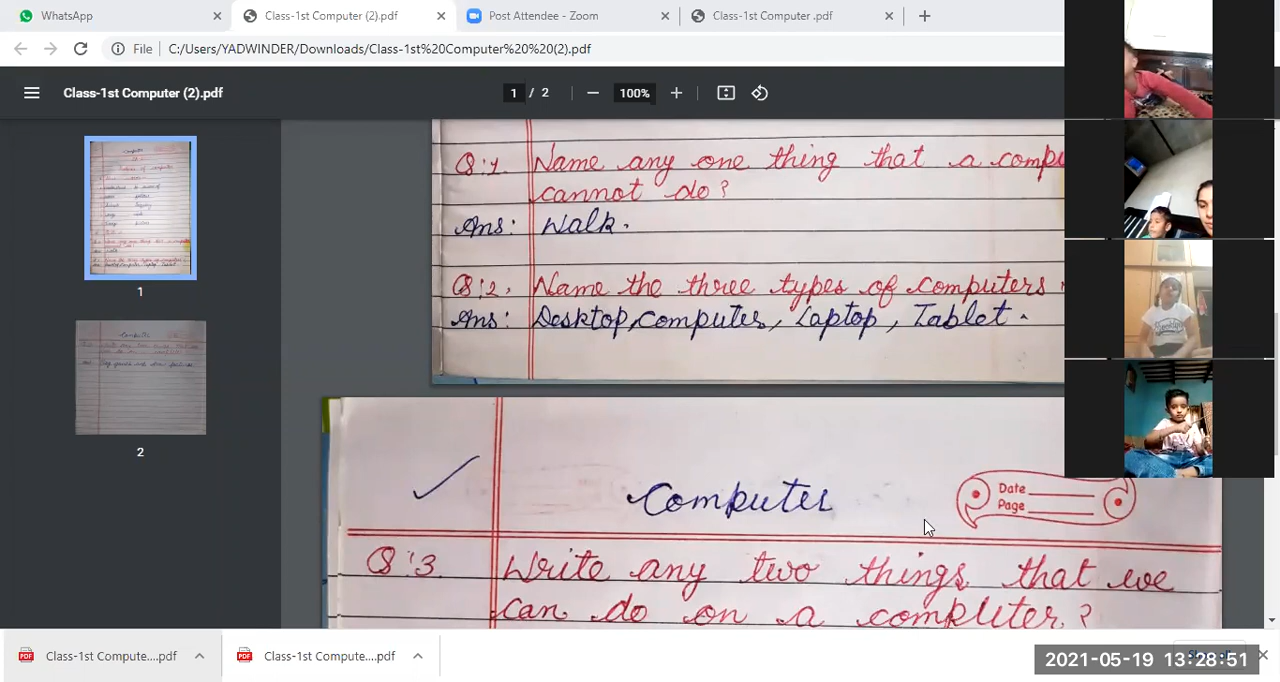 WhatsApp
Class-1st Computer (2).pdf
Post Attendee - Zoom
Class-1st Computer .pdf
File
C:/Users/YADWINDER/Downloads/Class-1st%20Computer%20%20(2).pdf
Class-1st Computer (2).pdf
1 / 2
100%
Q:1. Name any one thing that a compu
cannot do?
Ans: Walk.
Q:2. Name the three types of computers
Ans: Desktop, computer, Laptop, Tablet.
1
2
Computer
Date
Page
Q:3. Write any two things that we
can do on a computer?
Class-1st Compute....pdf
Class-1st Compute....pdf
2021-05-19 13:28:51